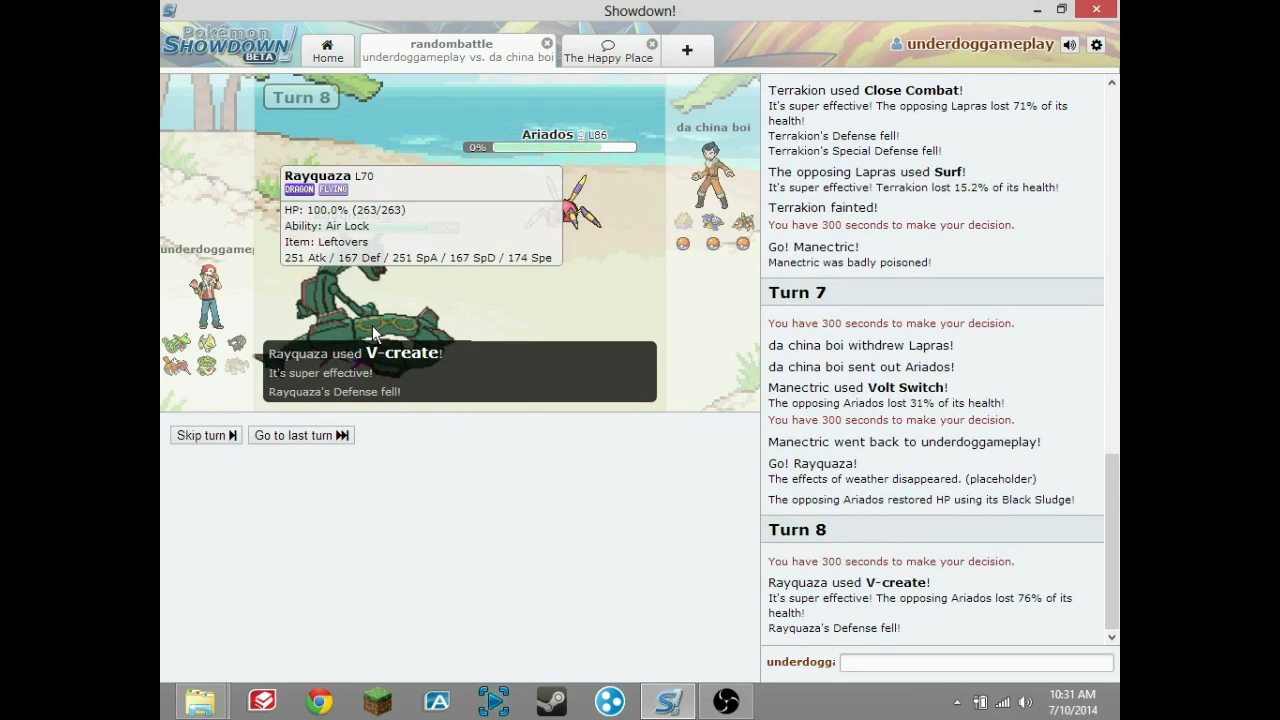 Showdown!
Pokémon
SHOWDOWN!
BETA
Home
randombattle
underdoggameplay vs. da china boi
The Happy Place
underdoggameplay
Turn 8
Ariados L86
0%
da china boi
Rayquaza L70
DRAGON FLYING
HP: 100.0% (263/263)
Ability: Air Lock
Item: Leftovers
251 Atk / 167 Def / 251 SpA / 167 SpD / 174 Spe
underdoggamep
Rayquaza used V-create!
It's super effective!
Rayquaza's Defense fell!
Skip turn
Go to last turn
Terrakion used Close Combat!
It's super effective! The opposing Lapras lost 71% of its
health!
Terrakion's Defense fell!
Terrakion's Special Defense fell!
The opposing Lapras used Surf!
It's super effective! Terrakion lost 15.2% of its health!
Terrakion fainted!
You have 300 seconds to make your decision.
Go! Manectric!
Manectric was badly poisoned!
Turn 7
You have 300 seconds to make your decision.
da china boi withdrew Lapras!
da china boi sent out Ariados!
Manectric used Volt Switch!
The opposing Ariados lost 31% of its health!
You have 300 seconds to make your decision.
Manectric went back to underdoggameplay!
Go! Rayquaza!
The effects of weather disappeared. (placeholder)
The opposing Ariados restored HP using its Black Sludge!
Turn 8
You have 300 seconds to make your decision.
Rayquaza used V-create!
It's super effective! The opposing Ariados lost 76% of its
health!
Rayquaza's Defense fell!
underdogga:
10:31 AM
7/10/2014